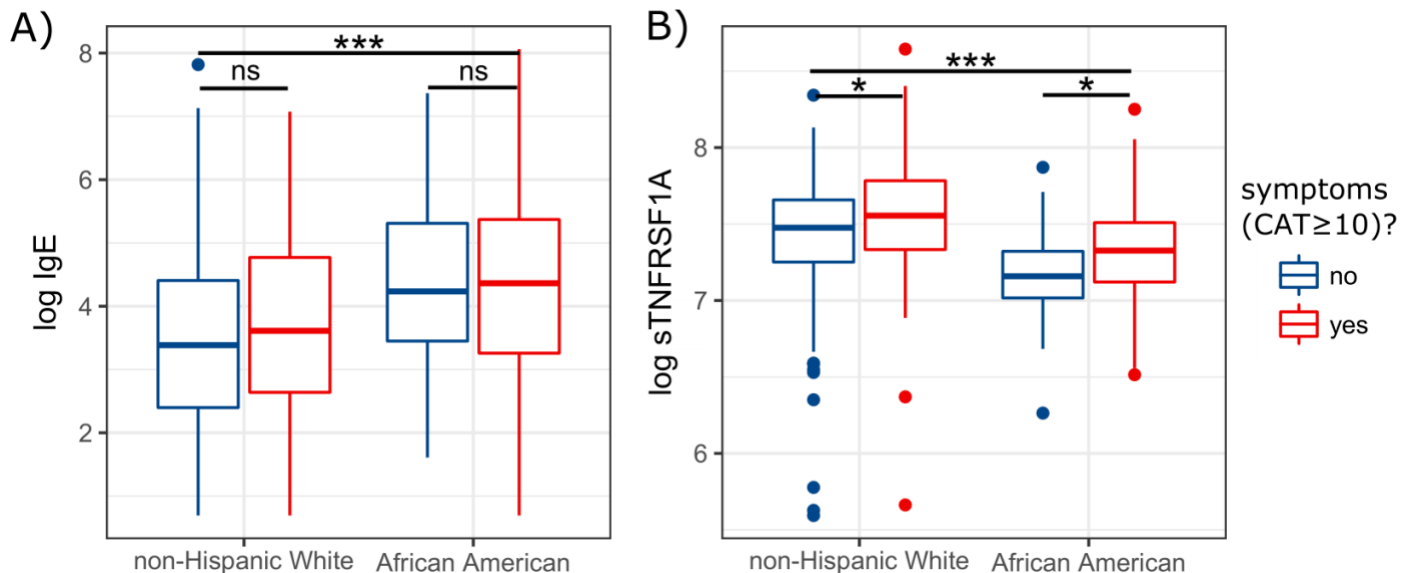 A)
log IgE
8
6
4
2
***
ns
ns
non-Hispanic White
African American
B)
log sTNFRSF1A
8
7
6
***
*
*
non-Hispanic White
African American
symptoms
(CAT≥10)?
no
yes